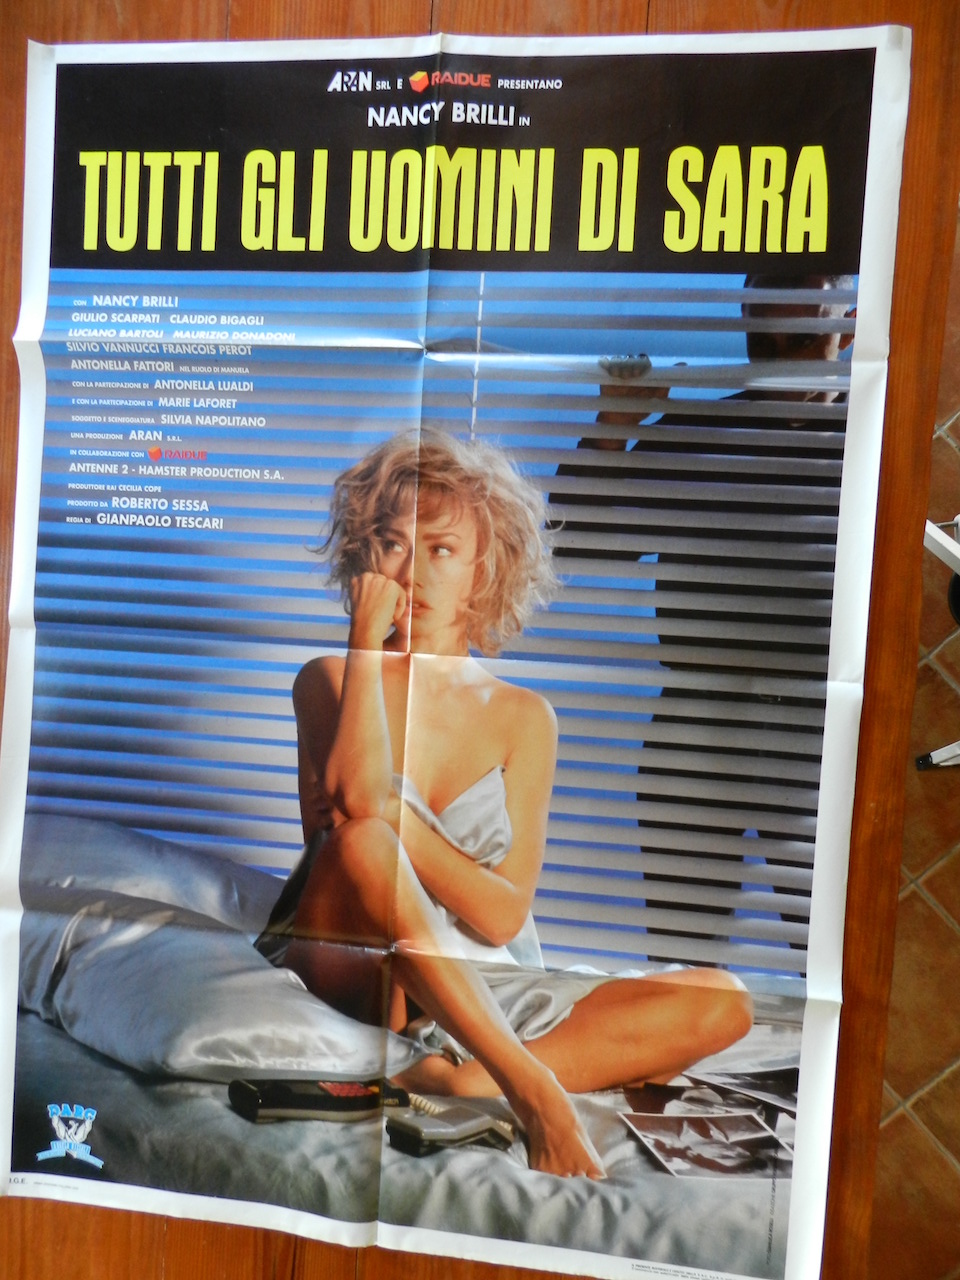 ARAN SRL E RAIDUE PRESENTANO
NANCY BRILLI IN
TUTTI GLI UOMINI DI SARA
CON NANCY BRILLI
GIULIO SCARPATI CLAUDIO BIGAGLI
LUCIANO BARTOLI MAURIZIO DONADONI
SILVIO VANNUCCI FRANCOIS PEROT
ANTONELLA FATTORI NEL RUOLO DI MANUELA
CON LA PARTECIPAZIONE DI ANTONELLA LUALDI
E CON LA PARTECIPAZIONE DI MARIE LAFORET
SOGGETTO E SCENEGGIATURA SILVIA NAPOLITANO
UNA PRODUZIONE ARAN S.R.L.
IN COLLABORAZIONE CON RAIDUE
ANTENNE 2 - HAMSTER PRODUCTION S.A.
PRODUTTORE RAI CECILIA COPE
PRODOTTO DA ROBERTO SESSA
REGIA DI GIANPAOLO TESCARI